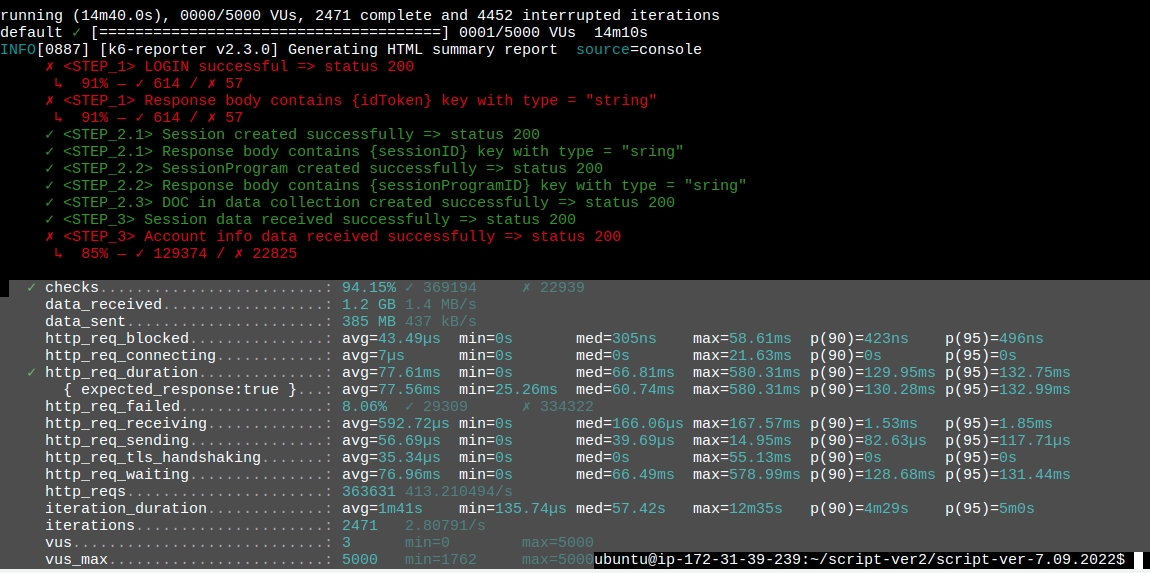 running (14m40.0s), 0000/5000 VUs, 2471 complete and 4452 interrupted iterations
default ✓ [======================================] 0001/5000 VUs  14m10s
INFO[0887] [k6-reporter v2.3.0] Generating HTML summary report  source=console
✗ <STEP_1> LOGIN successful => status 200
↳  91% — ✓ 614 / ✗ 57
✗ <STEP_1> Response body contains {idToken} key with type = "string"
↳  91% — ✓ 614 / ✗ 57
✓ <STEP_2.1> Session created successfully => status 200
✓ <STEP_2.1> Response body contains {sessionID} key with type = "sring"
✓ <STEP_2.2> SessionProgram created successfully => status 200
✓ <STEP_2.2> Response body contains {sessionProgramID} key with type = "sring"
✓ <STEP_2.3> DOC in data collection created successfully => status 200
✓ <STEP_3> Session data received successfully => status 200
✗ <STEP_3> Account info data received successfully => status 200
↳  85% — ✓ 129374 / ✗ 22825
✓ checks.........................: 94.15% ✓ 369194     ✗ 22939
data_received..................: 1.2 GB 1.4 MB/s
data_sent......................: 385 MB 437 kB/s
http_req_blocked...............: avg=43.49µs  min=0s       med=305ns    max=58.61ms  p(90)=423ns    p(95)=496ns
http_req_connecting............: avg=7µs      min=0s       med=0s       max=21.63ms  p(90)=0s       p(95)=0s
✓ http_req_duration..............: avg=77.61ms  min=0s       med=66.81ms  max=580.31ms p(90)=129.95ms p(95)=132.75ms
{ expected_response:true }...: avg=77.56ms  min=25.26ms  med=60.74ms  max=580.31ms p(90)=130.28ms p(95)=132.99ms
http_req_failed................: 8.06%  ✓ 29309      ✗ 334322
http_req_receiving.............: avg=592.72µs min=0s       med=166.06µs max=167.57ms p(90)=1.53ms   p(95)=1.85ms
http_req_sending...............: avg=56.69µs  min=0s       med=39.69µs  max=14.95ms  p(90)=82.63µs  p(95)=117.71µs
http_req_tls_handshaking.......: avg=35.34µs  min=0s       med=0s       max=55.13ms  p(90)=0s       p(95)=0s
http_req_waiting...............: avg=76.96ms  min=0s       med=66.49ms  max=578.99ms p(90)=128.68ms p(95)=131.44ms
http_reqs......................: 363631 413.210494/s
iteration_duration.............: avg=1m41s    min=135.74µs med=57.42s   max=12m35s   p(90)=4m29s    p(95)=5m0s
iterations.....................: 2471   2.80791/s
vus............................: 3      min=0        max=5000
vus_max........................: 5000   min=1762     max=5000ubuntu@ip-172-31-39-239:~/script-ver2/script-ver-7.09.2022$